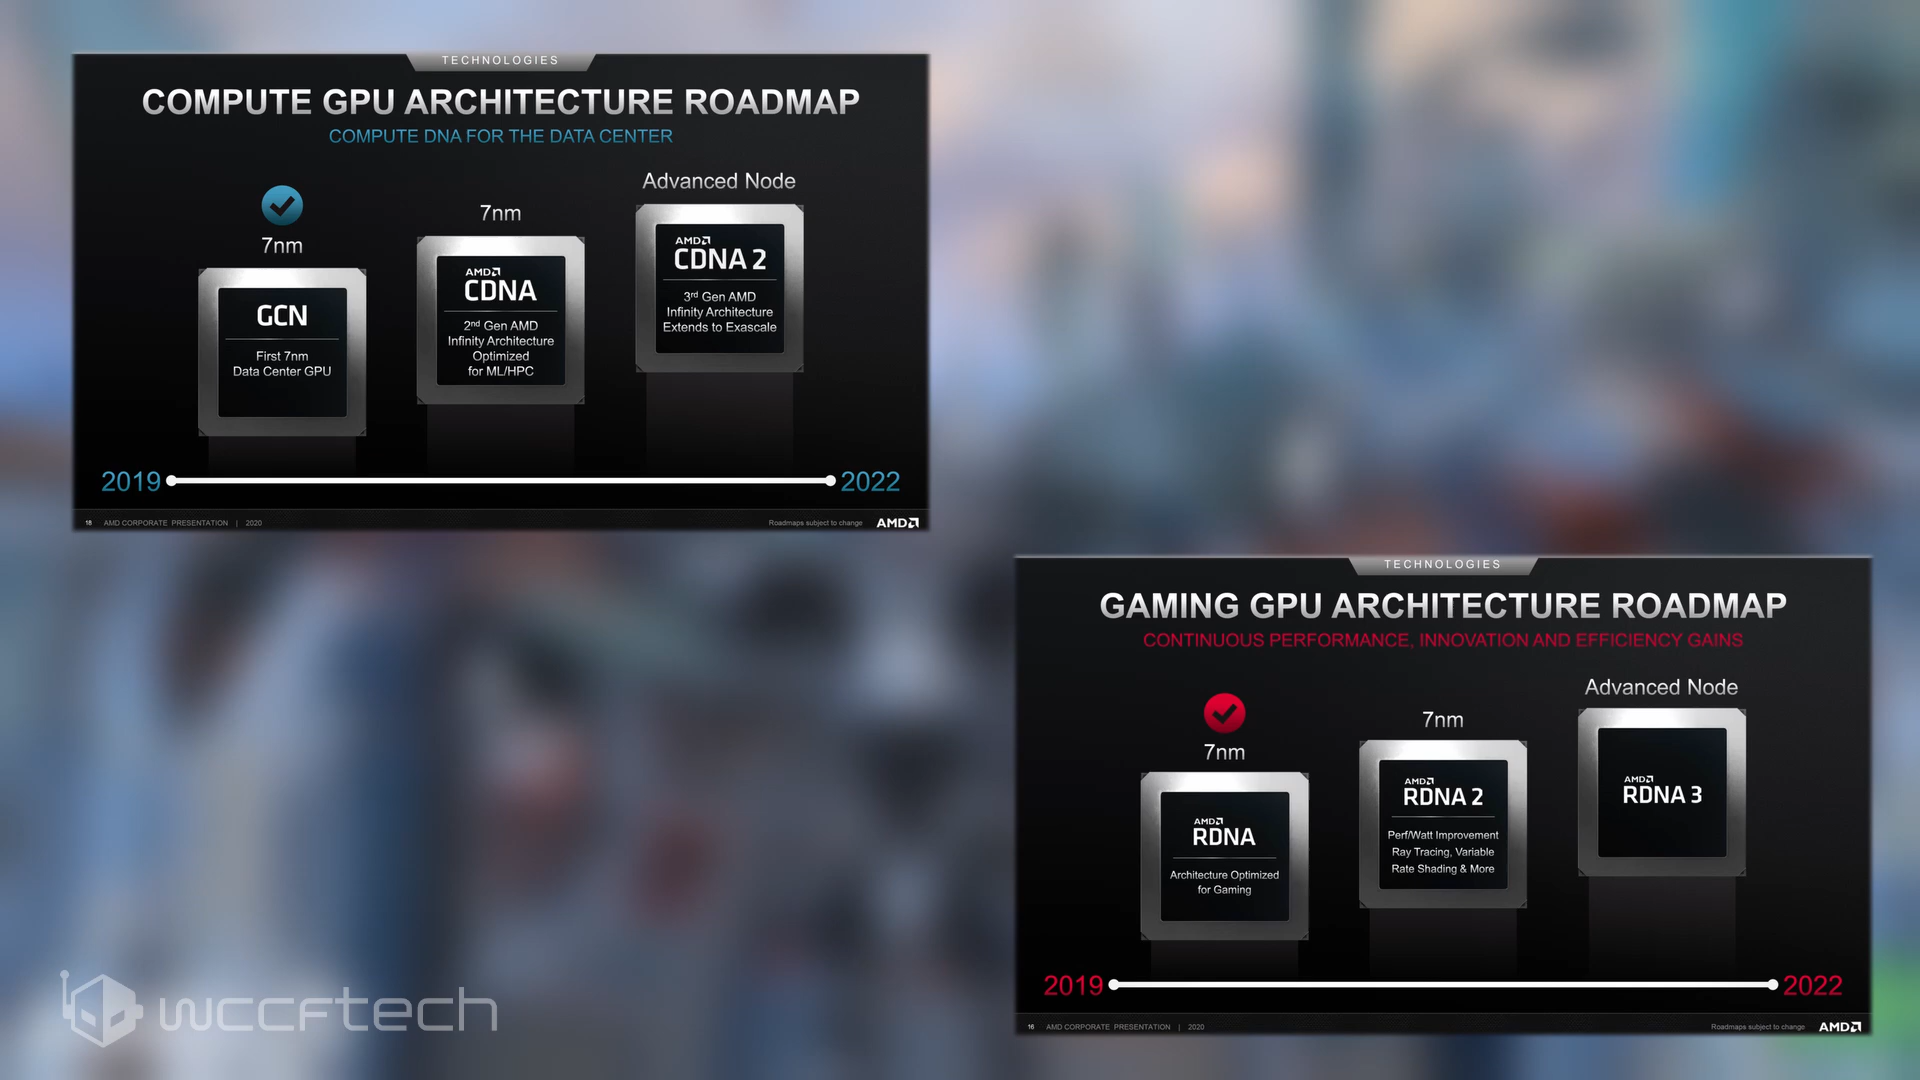 TECHNOLOGIES
COMPUTE GPU ARCHITECTURE ROADMAP
COMPUTE DNA FOR THE DATA CENTER
7nm
GCN
First 7nm
Data Center GPU
7nm
AMD
CDNA
2nd Gen AMD
Infinity Architecture
Optimized
for ML/HPC
Advanced Node
AMD
CDNA 2
3rd Gen AMD
Infinity Architecture
Extends to Exascale
2019
2022
18 AMD CORPORATE PRESENTATION | 2020
Roadmaps subject to change AMD
TECHNOLOGIES
GAMING GPU ARCHITECTURE ROADMAP
CONTINUOUS PERFORMANCE, INNOVATION AND EFFICIENCY GAINS
7nm
AMD
RDNA
Architecture Optimized
for Gaming
7nm
AMD
RDNA 2
Perf/Watt Improvement
Ray Tracing, Variable
Rate Shading & More
Advanced Node
AMD
RDNA 3
2019
2022
16 AMD CORPORATE PRESENTATION | 2020
Roadmaps subject to change AMD
wccftech